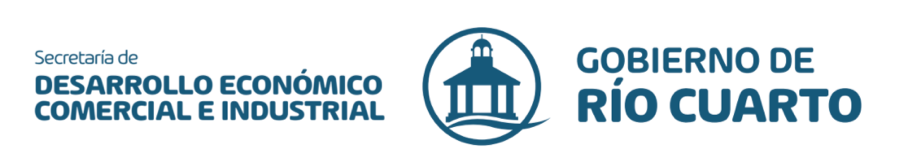 Secretaría de
DESARROLLO ECONÓMICO
COMERCIAL E INDUSTRIAL
GOBIERNO DE
RÍO CUARTO